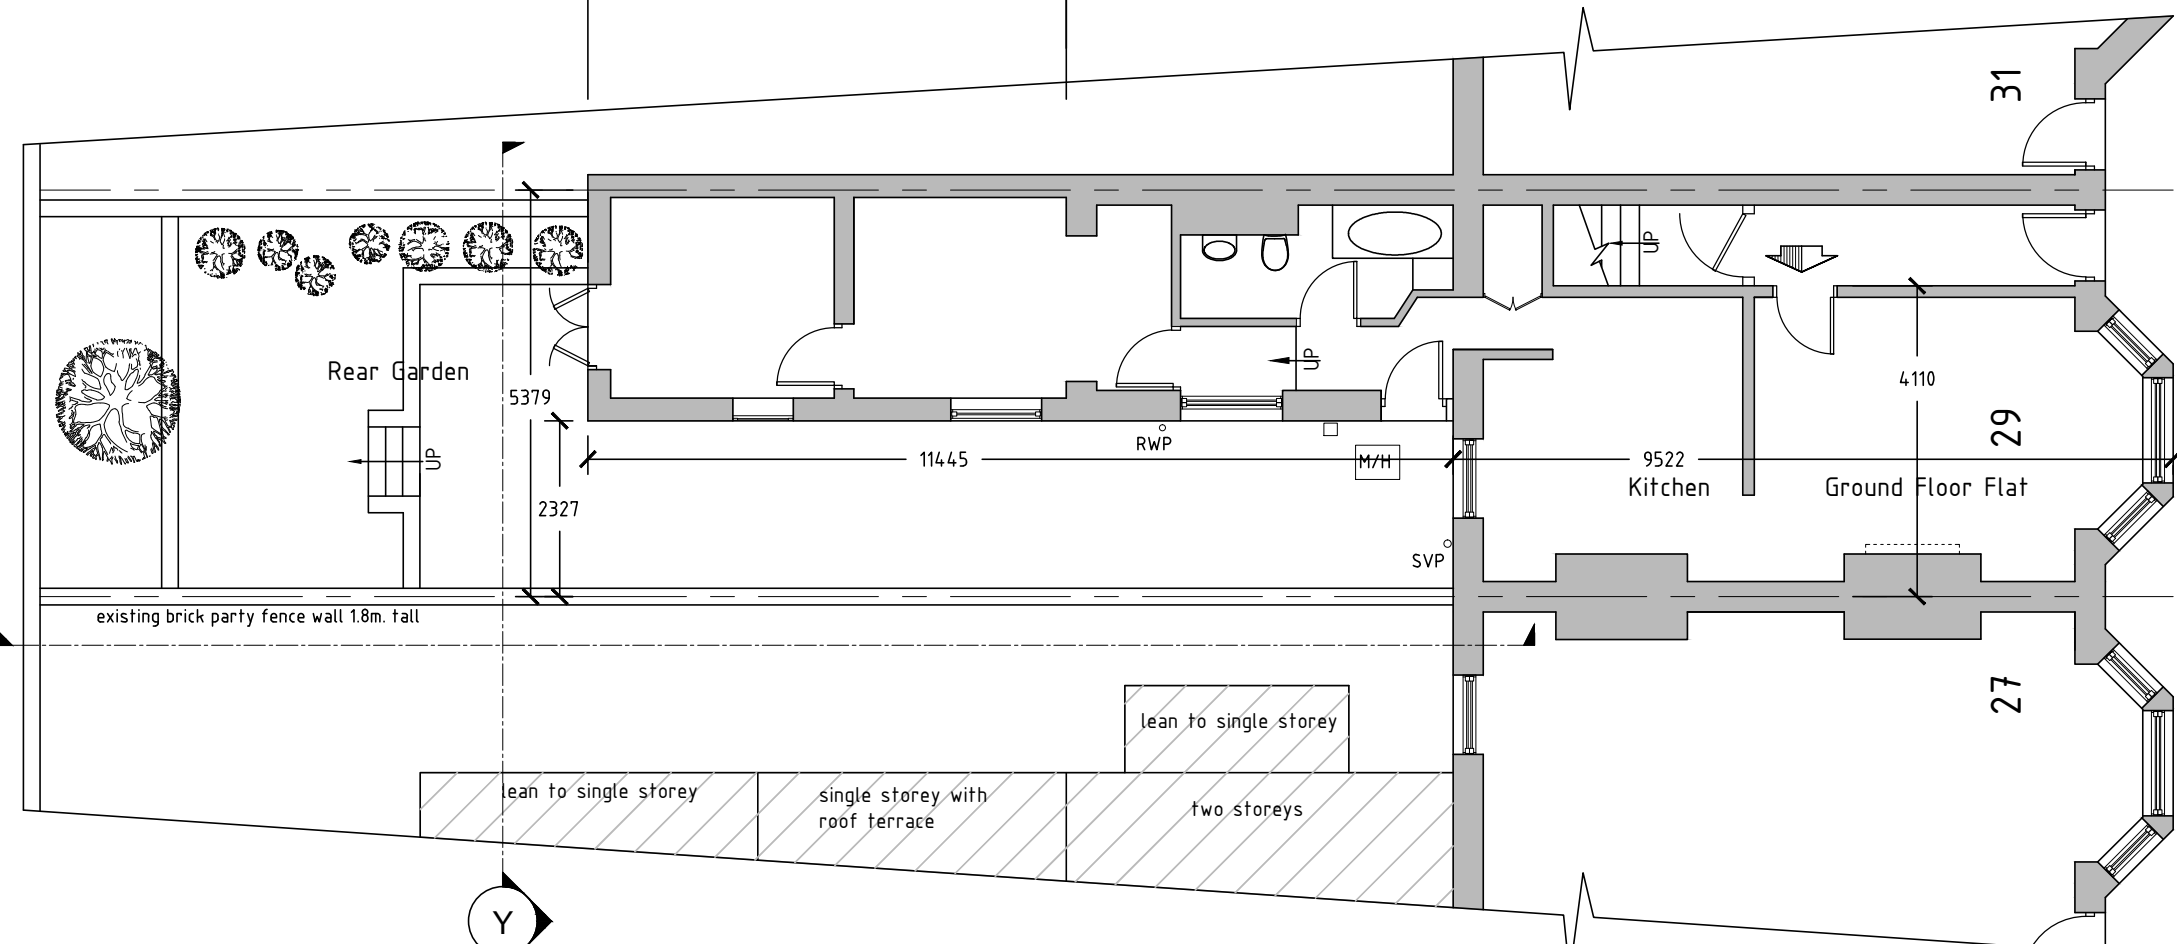 31
UP
Rear Garden
UP
5379
4110
29
RWP
11445
M/H
9522
UP
Kitchen
Ground Floor Flat
2327
SVP
existing brick party fence wall 1.8m. tall
27
lean to single storey
lean to single storey
single storey with
roof terrace
two storeys
Y